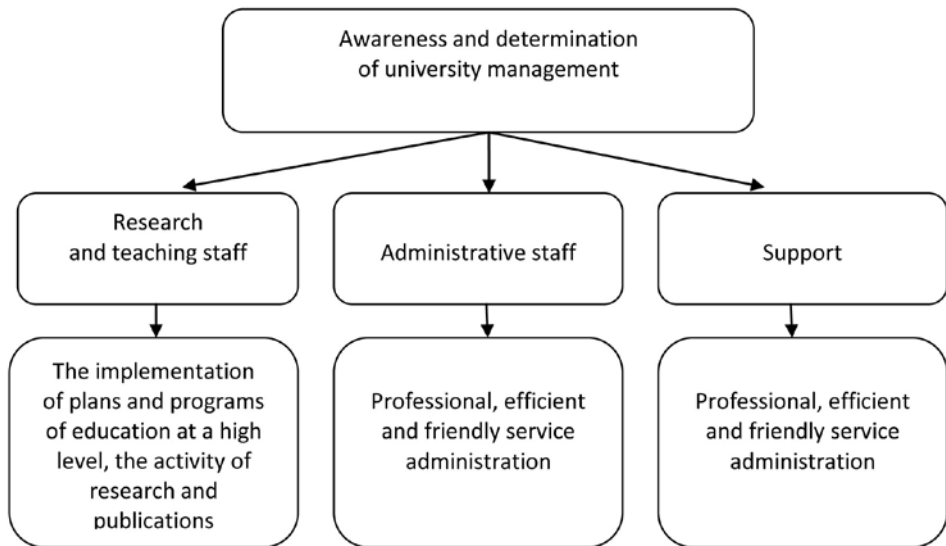 Awareness and determination
of university management
Research
and teaching staff
Administrative staff
Support
The implementation
of plans and programs
of education at a high
level, the activity of
research and
publications
Professional, efficient
and friendly service
administration
Professional, efficient
and friendly service
administration